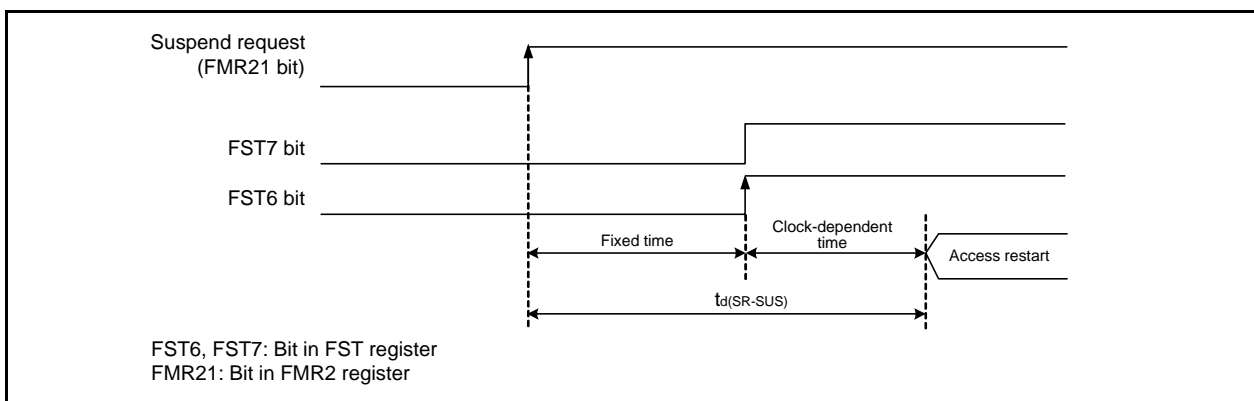 Suspend request
(FMR21 bit)
FST7 bit
FST6 bit
Fixed time
Clock-dependent
time
Access restart
td(SR-SUS)
FST6, FST7: Bit in FST register
FMR21: Bit in FMR2 register